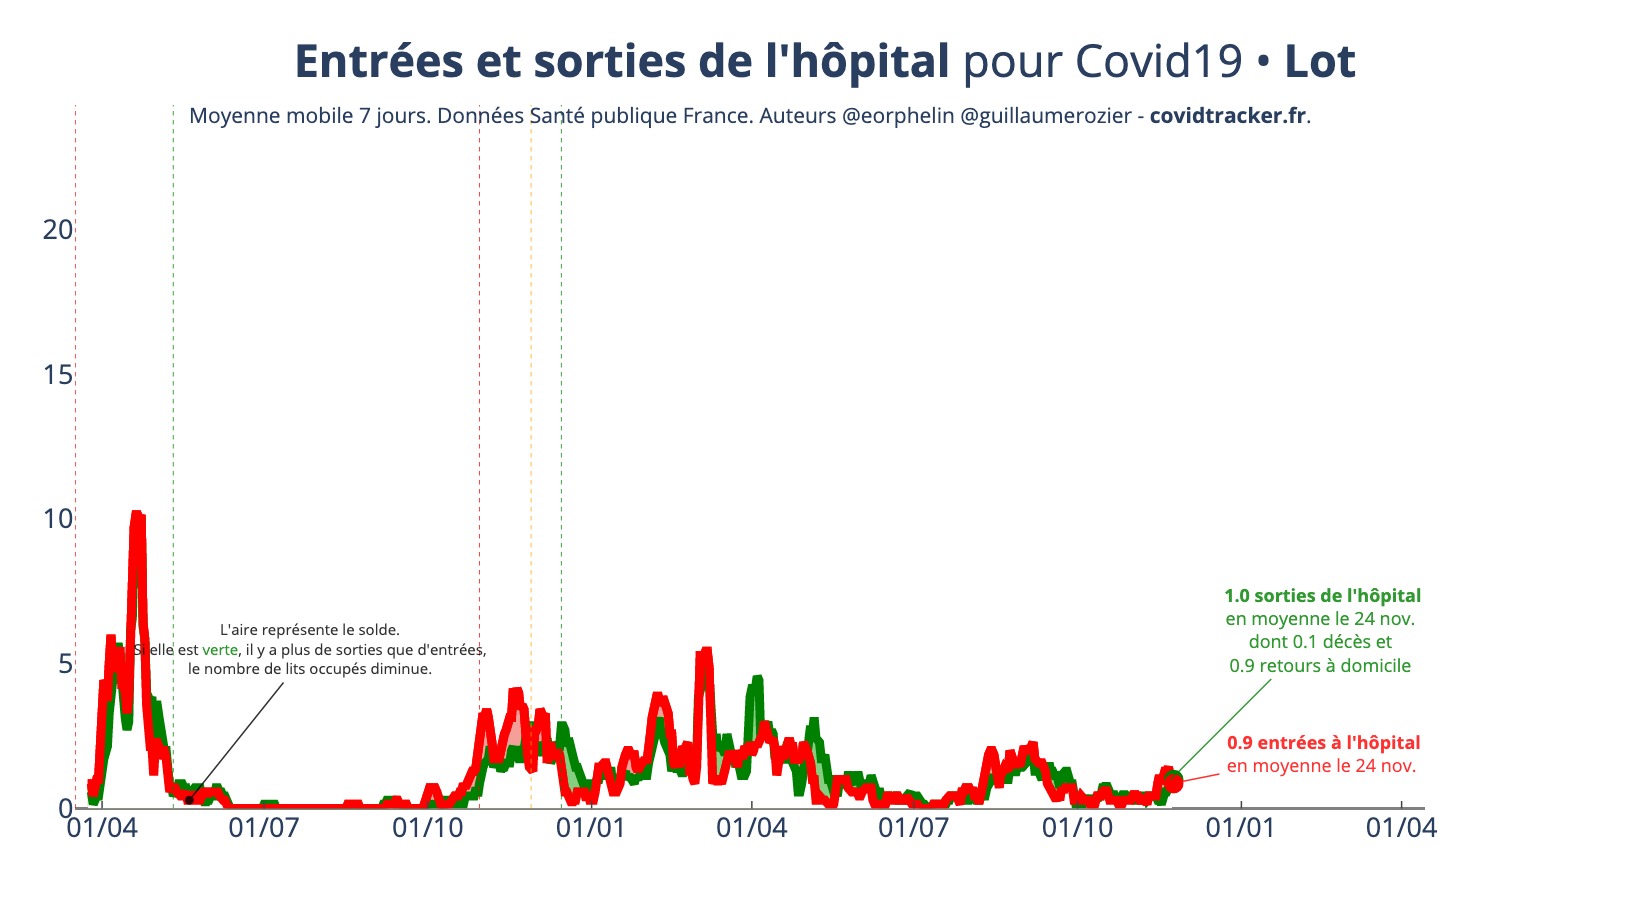 Entrées et sorties de l'hôpital pour Covid19 • Lot
Moyenne mobile 7 jours. Données Santé publique France. Auteurs @eorphelin @guillaumerozier - covidtracker.fr.
20
15
10
5
0
L'aire représente le solde.
Si elle est verte, il y a plus de sorties que d'entrées,
le nombre de lits occupés diminue.
1.0 sorties de l'hôpital
en moyenne le 24 nov.
dont 0.1 décès et
0.9 retours à domicile
0.9 entrées à l'hôpital
en moyenne le 24 nov.
01/04 01/07 01/10 01/01 01/04 01/07 01/10 01/01 01/04